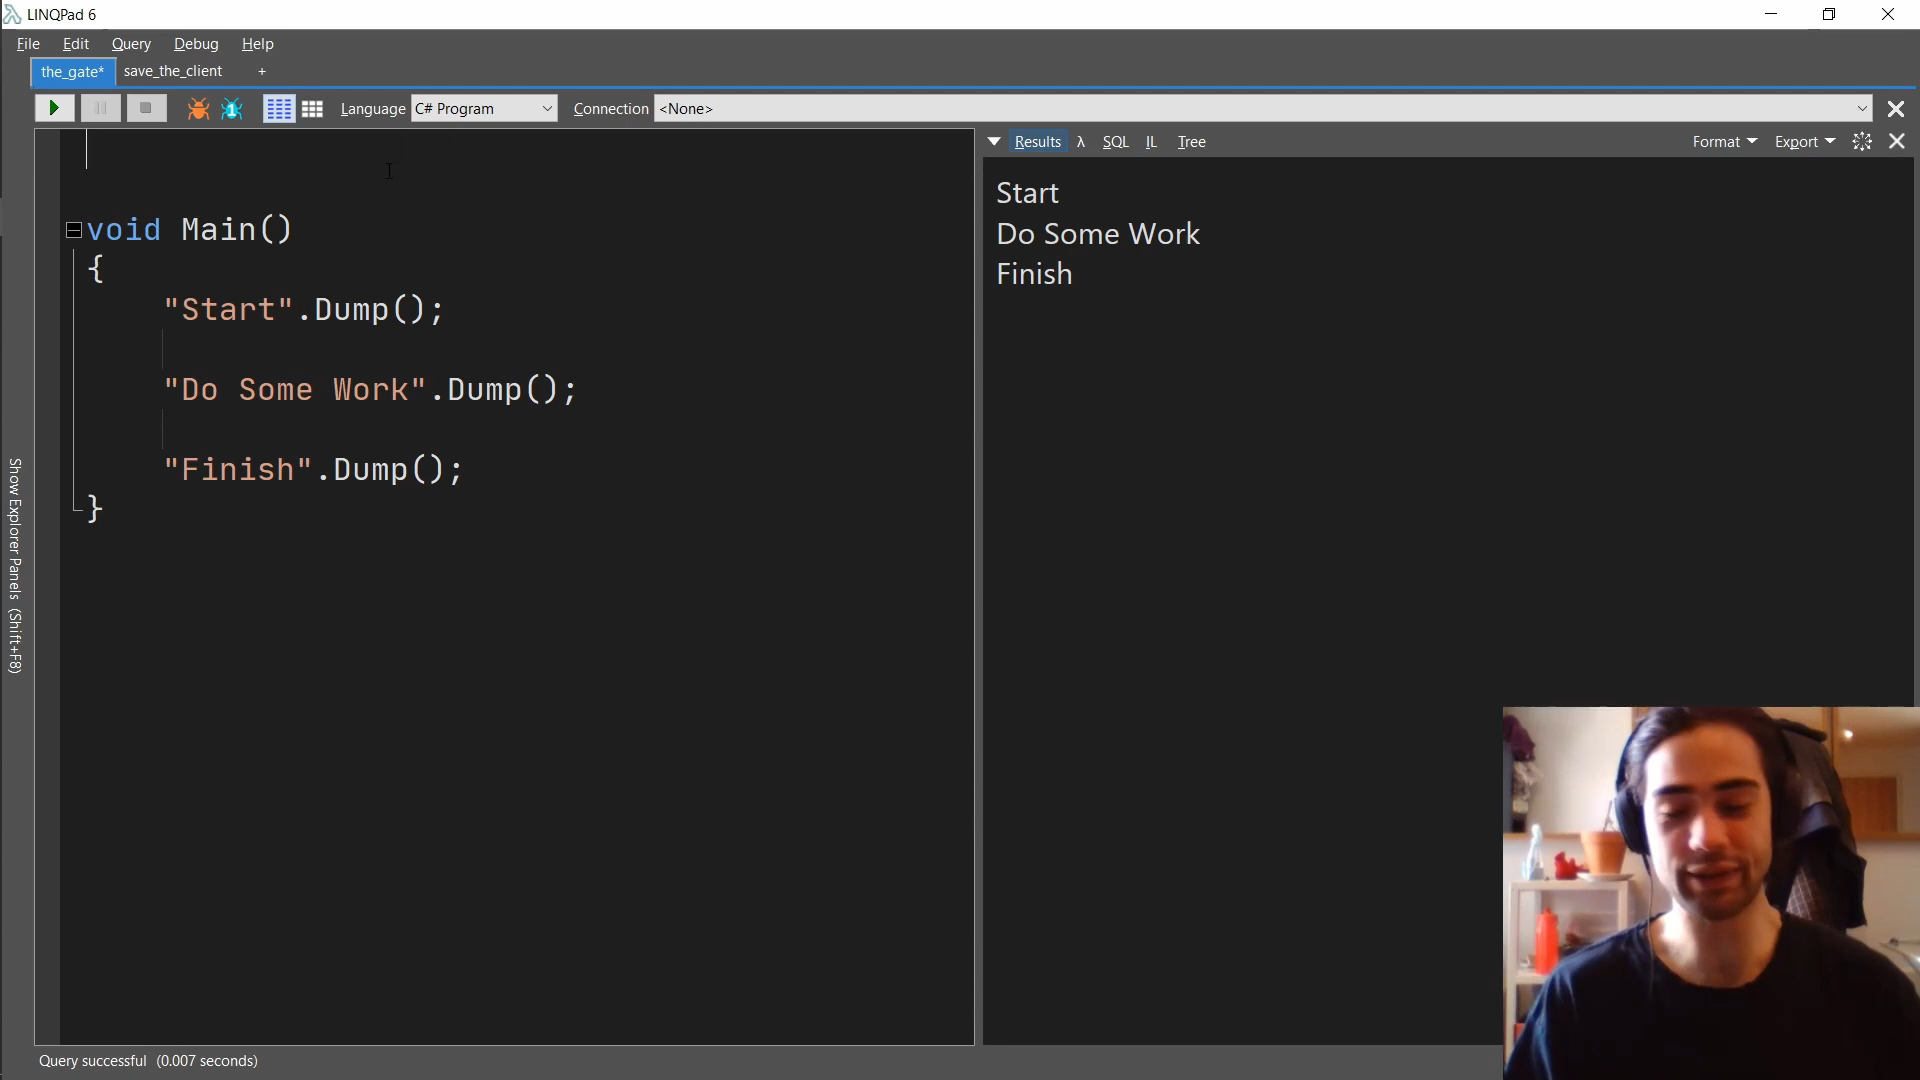 LINQPad 6
File Edit Query Debug Help
the_gate* save_the_client +
Language C# Program Connection <None>
Results λ SQL IL Tree Format Export
void Main()
{
"Start".Dump();
"Do Some Work".Dump();
"Finish".Dump();
}
Start
Do Some Work
Finish
Show Explorer Panels (Shift+F8)
Query successful (0.007 seconds)